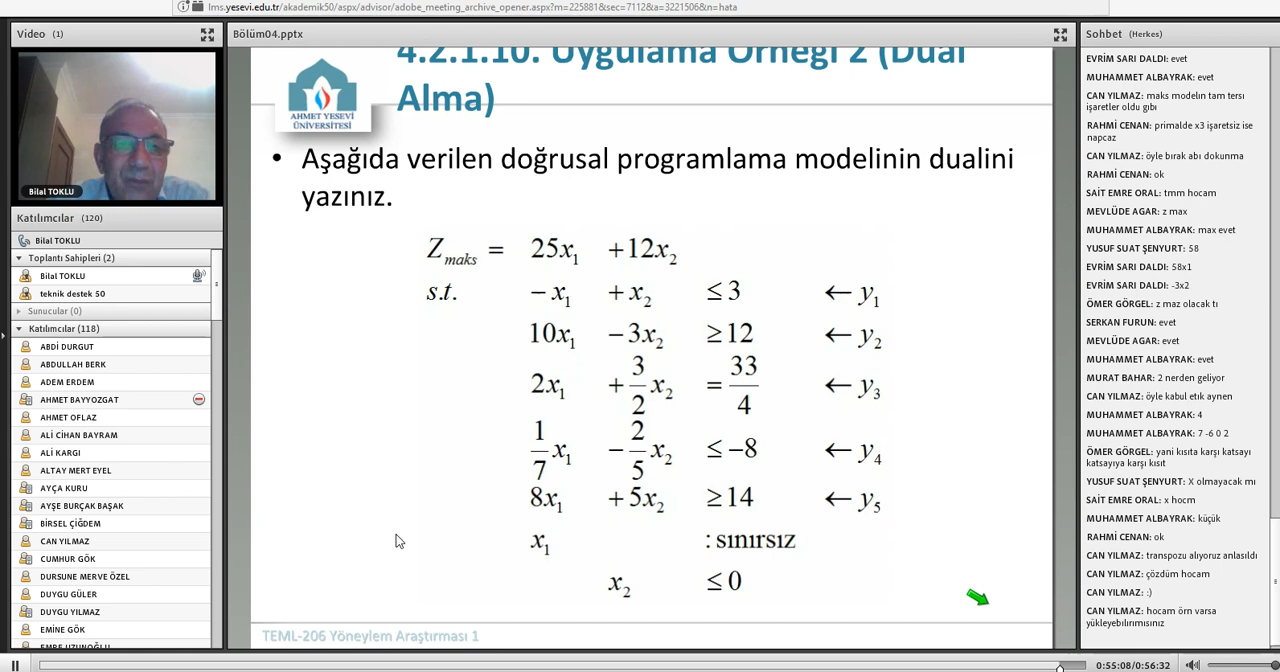 lms.yesevi.edu.tr/akademik50/aspx/advisor/adobe_meeting_archive_opener.aspx?m=225881&sec=7112&a=3221506&n=hata
Video (1)
Bilal TOKLU
Katılımcılar (120)
Bilal TOKLU
Toplantı Sahipleri (2)
Bilal TOKLU
teknik destek 50
Sunucular (0)
Katılımcılar (118)
ABDİ DURGUT
ABDULLAH BERK
ADEM ERDEM
AHMET BAYYOZGAT
AHMET OFLAZ
ALİ CİHAN BAYRAM
ALİ KARGI
ALTAY MERT EYEL
AYÇA KURU
AYŞE BURÇAK BAŞAK
BİRSEL ÇİĞDEM
CAN YILMAZ
CUMHUR GÖK
DURSUNE MERVE ÖZEL
DUYGU GÜLER
DUYGU YILMAZ
EMİNE GÖK
EMRE UZUNOĞLU
Bölüm04.pptx
4.2.1.10. Uygulama Örneği 2 (Dual
Alma)
AHMET YESEVİ
ÜNİVERSİTESİ
• Aşağıda verilen doğrusal programlama modelinin dualini
yazınız.
Z maks = 25x1 +12x2
s.t. −x1 +x2 ≤3 ←y1
10x1 −3x2 ≥12 ←y2
2x1 +3/2 x2 = 33/4 ←y3
1/7 x1 −2/5 x2 ≤−8 ←y4
8x1 +5x2 ≥14 ←y5
x1 :sınırsız
x2 ≤0
TEML-206 Yöneylem Araştırması 1
Sohbet (Herkes)
EVRİM SARI DALDI: evet
MUHAMMET ALBAYRAK: evet
CAN YILMAZ: maks modelın tam tersı
işaretler oldu gıbı
RAHMİ CENAN: primalde x3 işaretsiz ise
napcaz
CAN YILMAZ: öyle bırak abı dokunma
RAHMİ CENAN: ok
SAİT EMRE ORAL: tmm hocam
MEVLÜDE AGAR: z max
MUHAMMET ALBAYRAK: max evet
YUSUF SUAT ŞENYURT: 58
EVRİM SARI DALDI: 58x1
EVRİM SARI DALDI: -3x2
ÖMER GÖRGEL: z maz olacak tı
SERKAN FURUN: evet
MEVLÜDE AGAR: evet
MUHAMMET ALBAYRAK: evet
MURAT BAHAR: 2 nerden geliyor
CAN YILMAZ: öyle kabul etık aynen
MUHAMMET ALBAYRAK: 4
MUHAMMET ALBAYRAK: 7 -6 0 2
ÖMER GÖRGEL: yani kısıta karşı katsayı
katsayıya karşı kısıt
YUSUF SUAT ŞENYURT: X olmayacak mı
SAİT EMRE ORAL: x hocm
MUHAMMET ALBAYRAK: küçük
RAHMİ CENAN: ok
CAN YILMAZ: transpozu alıyoruz anlasıldı
CAN YILMAZ: çözdüm hocam
CAN YILMAZ: :)
CAN YILMAZ: hocam örn varsa
yükleyebılırımısınız
0:55:08/0:56:32